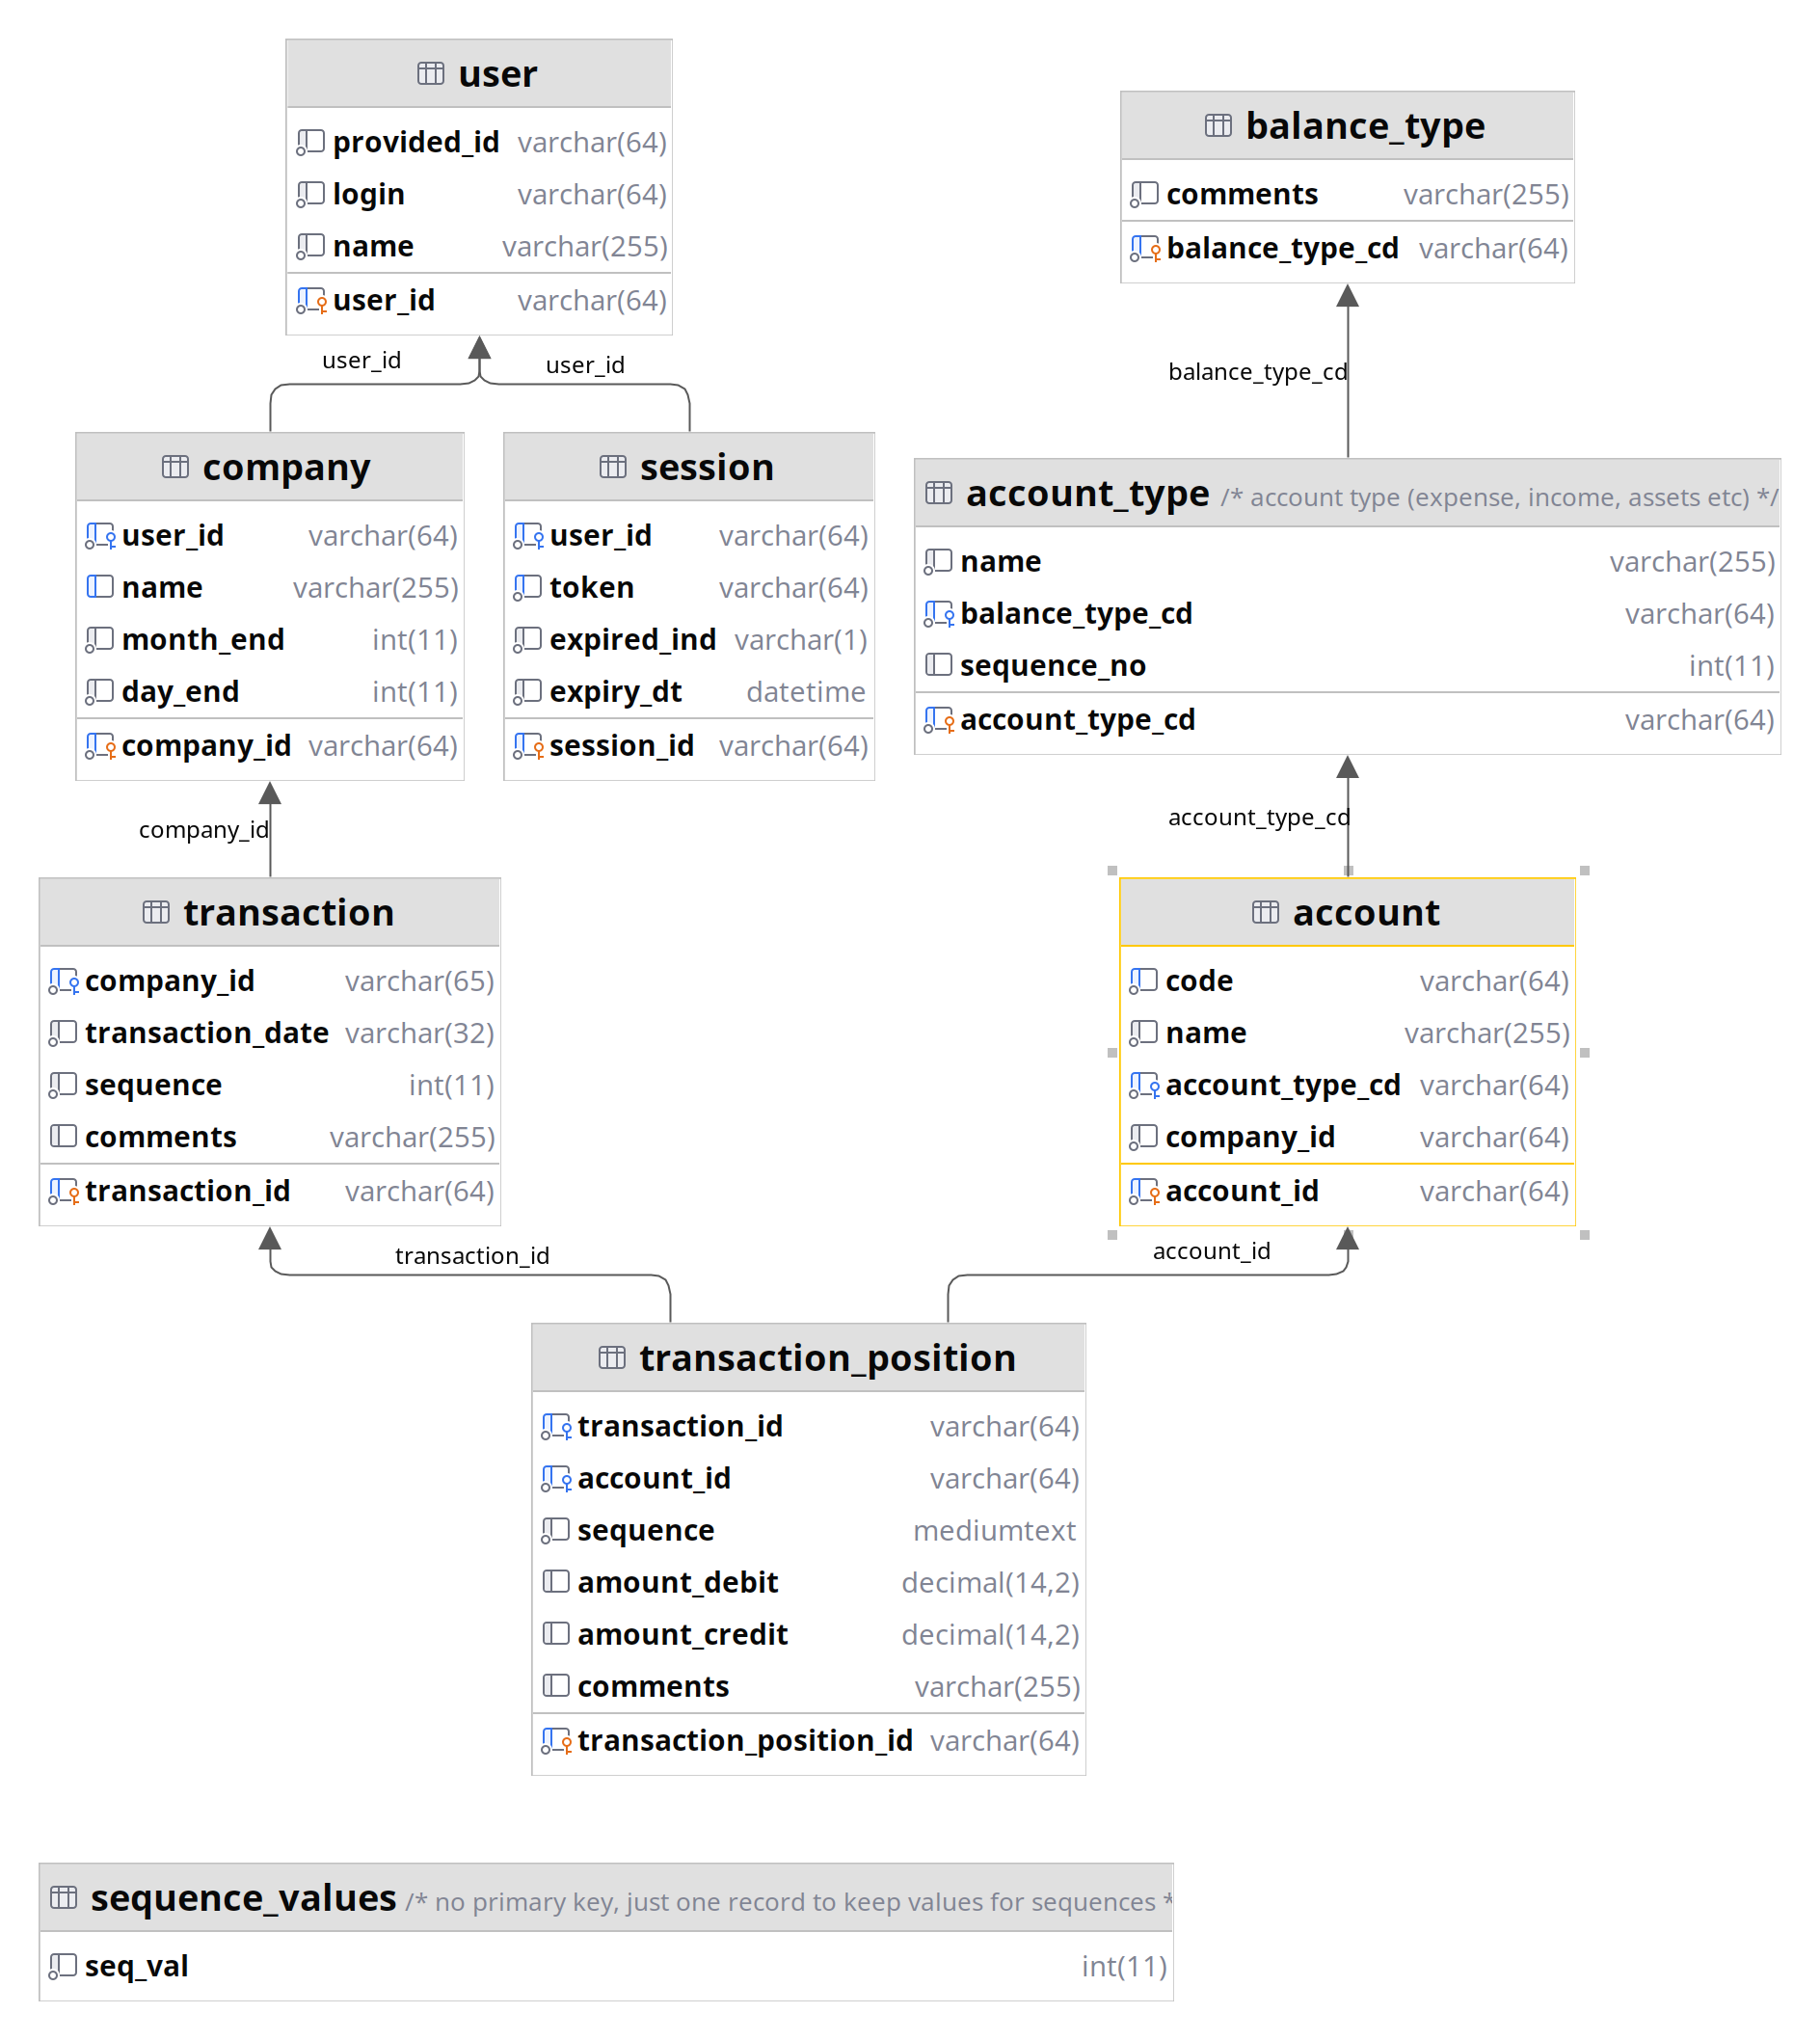 user
provided_id varchar(64)
login varchar(64)
name varchar(255)
user_id varchar(64)
balance_type
comments varchar(255)
balance_type_cd varchar(64)
user_id
user_id
balance_type_cd
company
user_id varchar(64)
name varchar(255)
month_end int(11)
day_end int(11)
company_id varchar(64)
session
user_id varchar(64)
token varchar(64)
expired_ind varchar(1)
expiry_dt datetime
session_id varchar(64)
account_type /* account type (expense, income, assets etc) */
name varchar(255)
balance_type_cd varchar(64)
sequence_no int(11)
account_type_cd varchar(64)
company_id
account_type_cd
transaction
company_id varchar(65)
transaction_date varchar(32)
sequence int(11)
comments varchar(255)
transaction_id varchar(64)
account
code varchar(64)
name varchar(255)
account_type_cd varchar(64)
company_id varchar(64)
account_id varchar(64)
transaction_id
account_id
transaction_position
transaction_id varchar(64)
account_id varchar(64)
sequence mediumtext
amount_debit decimal(14,2)
amount_credit decimal(14,2)
comments varchar(255)
transaction_position_id varchar(64)
sequence_values /* no primary key, just one record to keep values for sequences *
seq_val int(11)